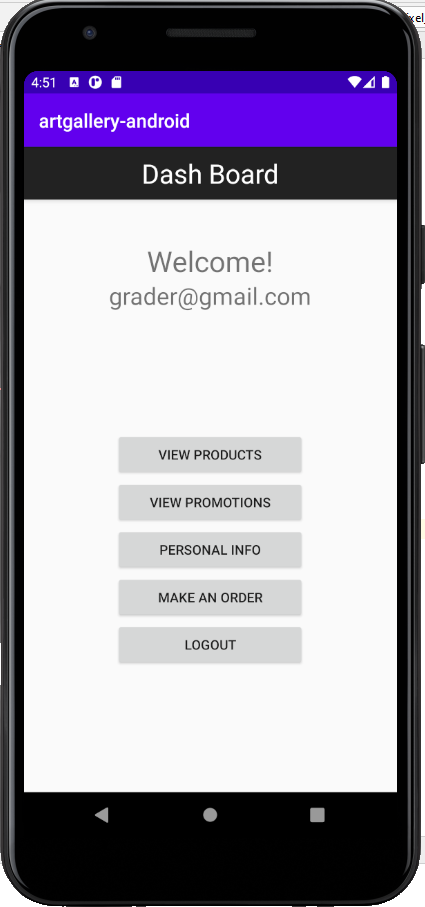 4:51
artgallery-android
Dash Board
Welcome!
grader@gmail.com
VIEW PRODUCTS
VIEW PROMOTIONS
PERSONAL INFO
MAKE AN ORDER
LOGOUT